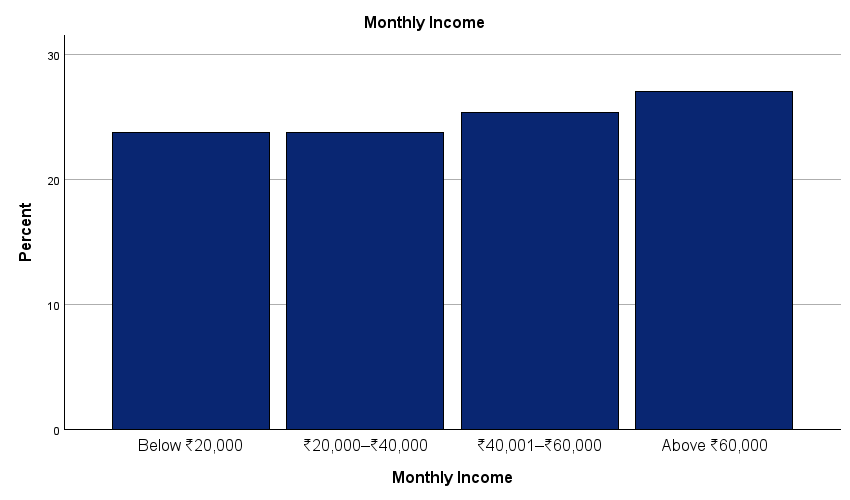 Monthly Income
30
20
10
0
Percent
Below ₹20,000
₹20,000–₹40,000
₹40,001–₹60,000
Above ₹60,000
Monthly Income